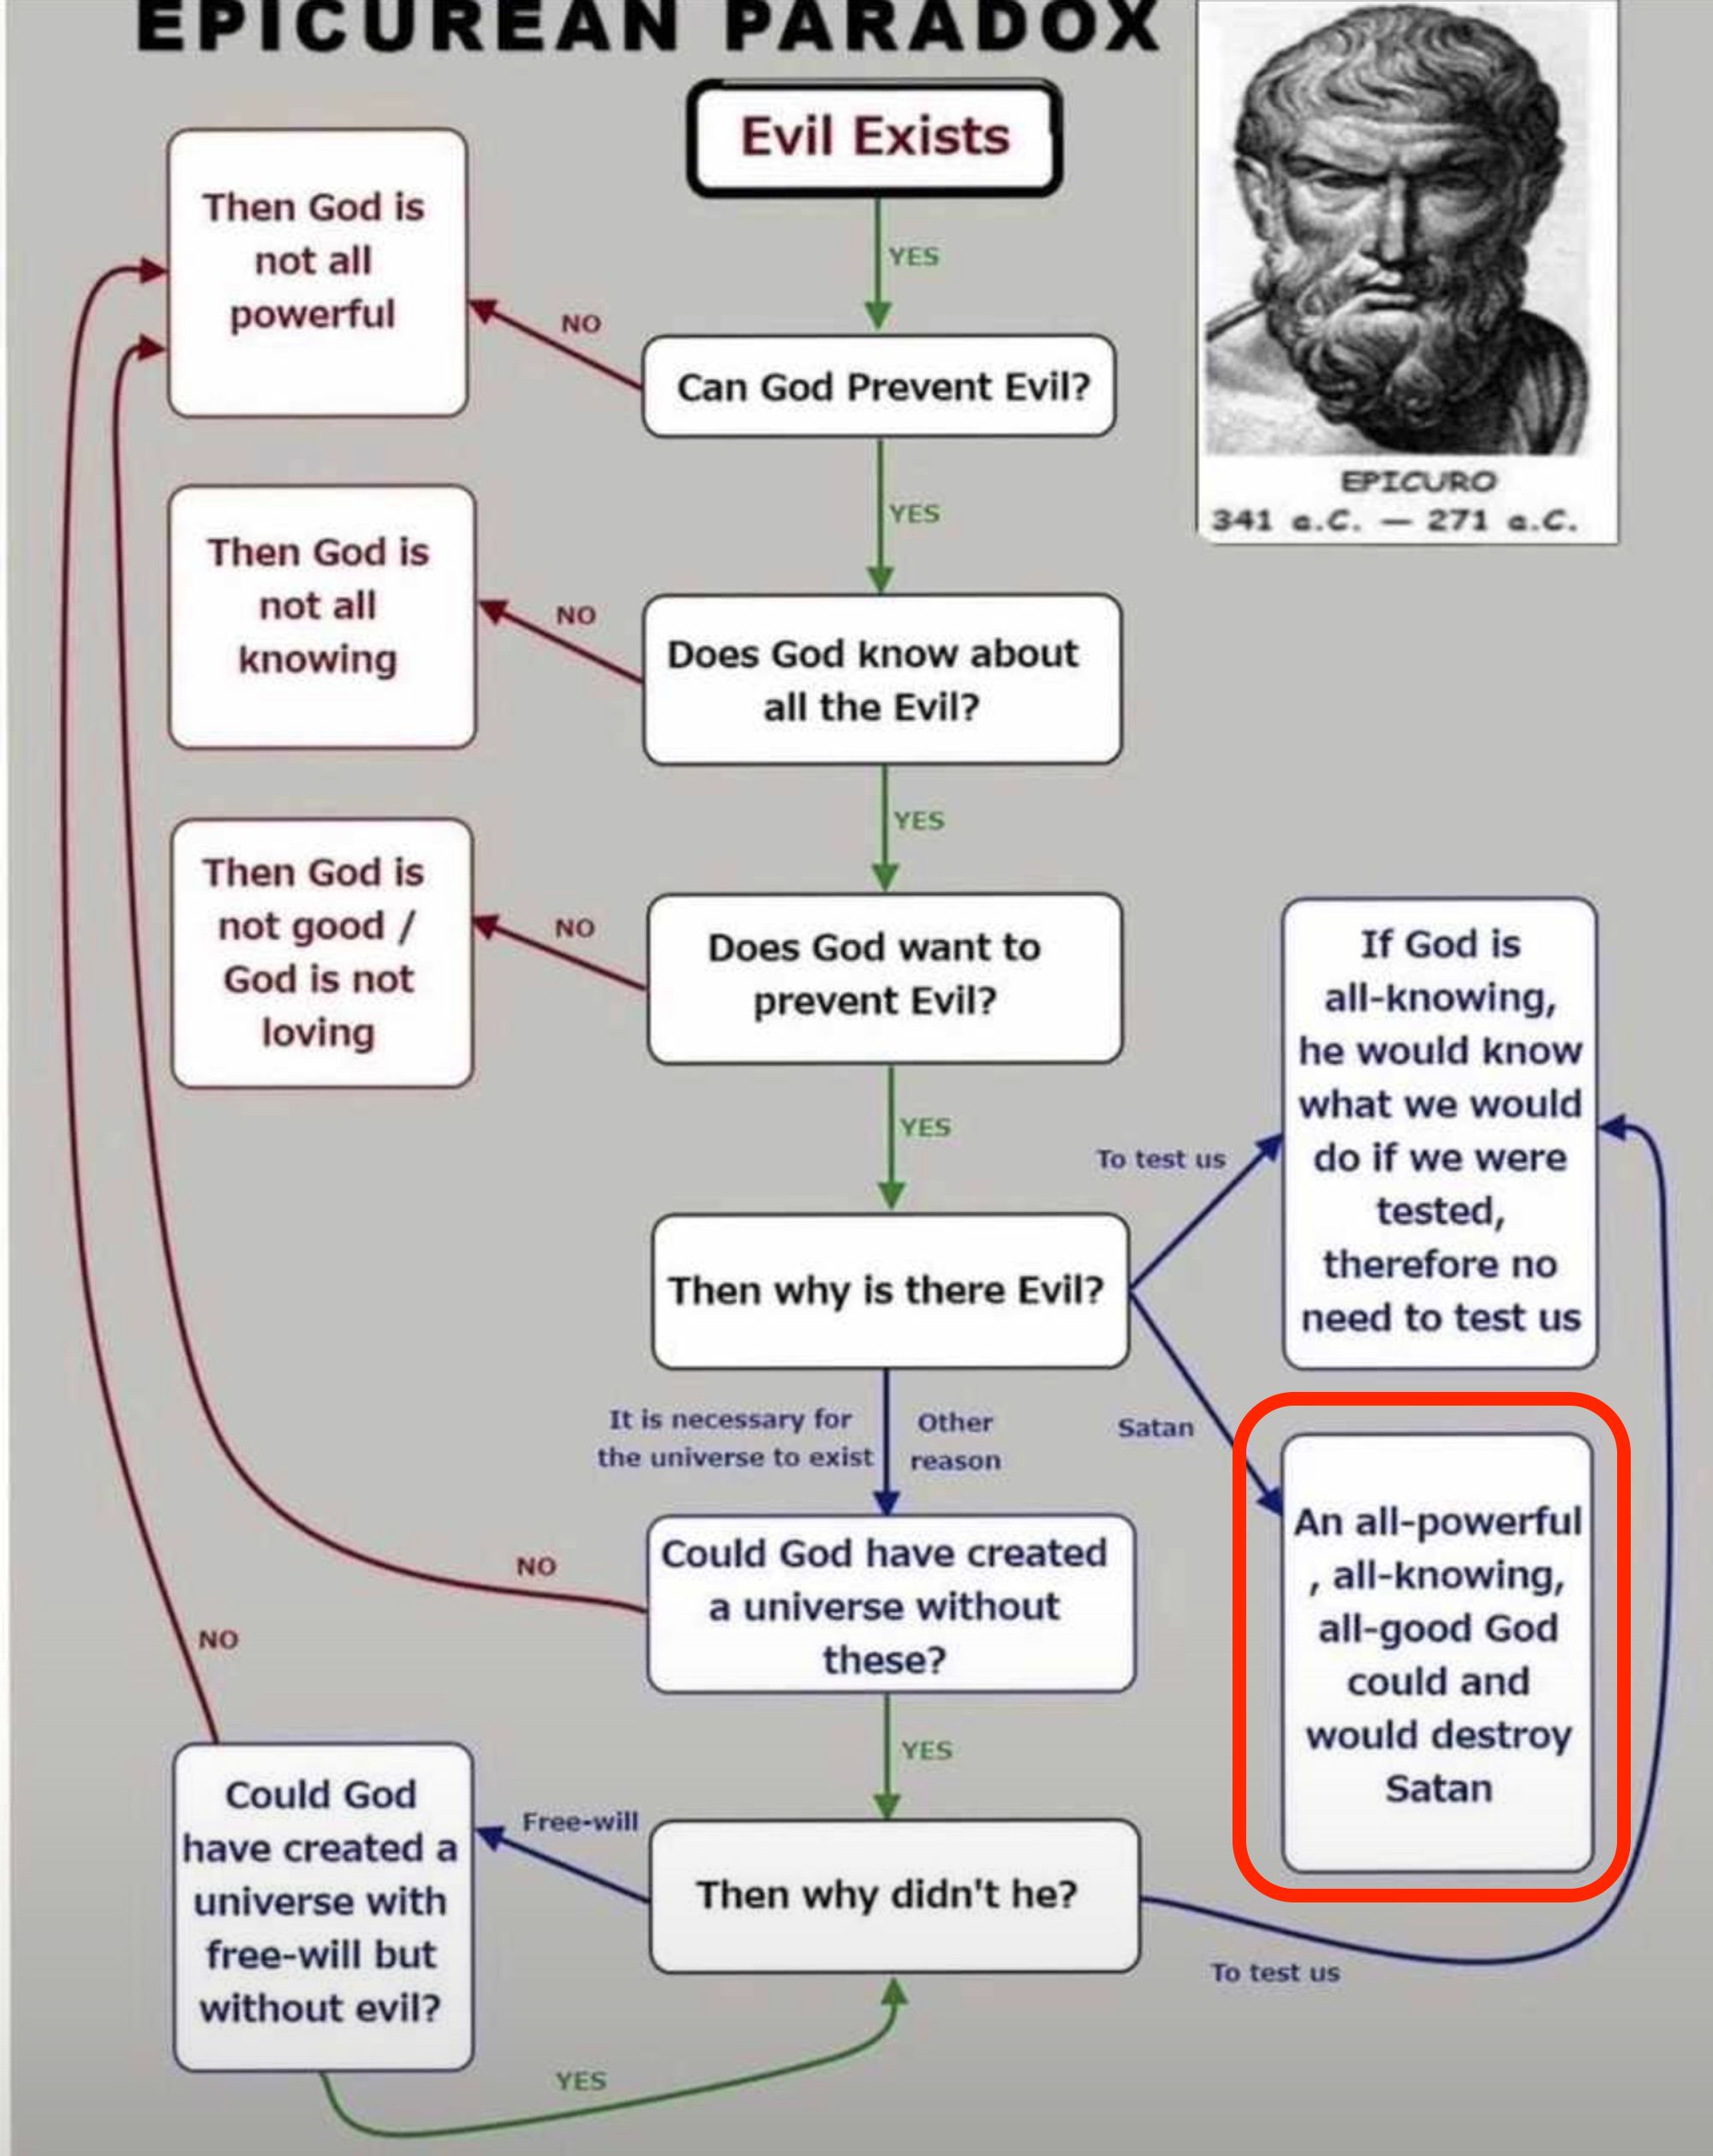 EPICUREAN PARADOX
Evil Exists
EPICURO
341 a.C. — 271 a.C.
YES
Then God is
not all
powerful
NO
Can God Prevent Evil?
YES
Then God is
not all
knowing
NO
Does God know about
all the Evil?
YES
Then God is
not good /
God is not
loving
NO
Does God want to
prevent Evil?
YES
To test us
If God is
all-knowing,
he would know
what we would
do if we were
tested,
therefore no
need to test us
Then why is there Evil?
It is necessary for
the universe to exist
Other
reason
Satan
An all-powerful
, all-knowing,
all-good God
could and
would destroy
Satan
NO
Could God have created
a universe without
these?
NO
YES
Could God
have created a
universe with
free-will but
without evil?
Free-will
Then why didn't he?
To test us
YES